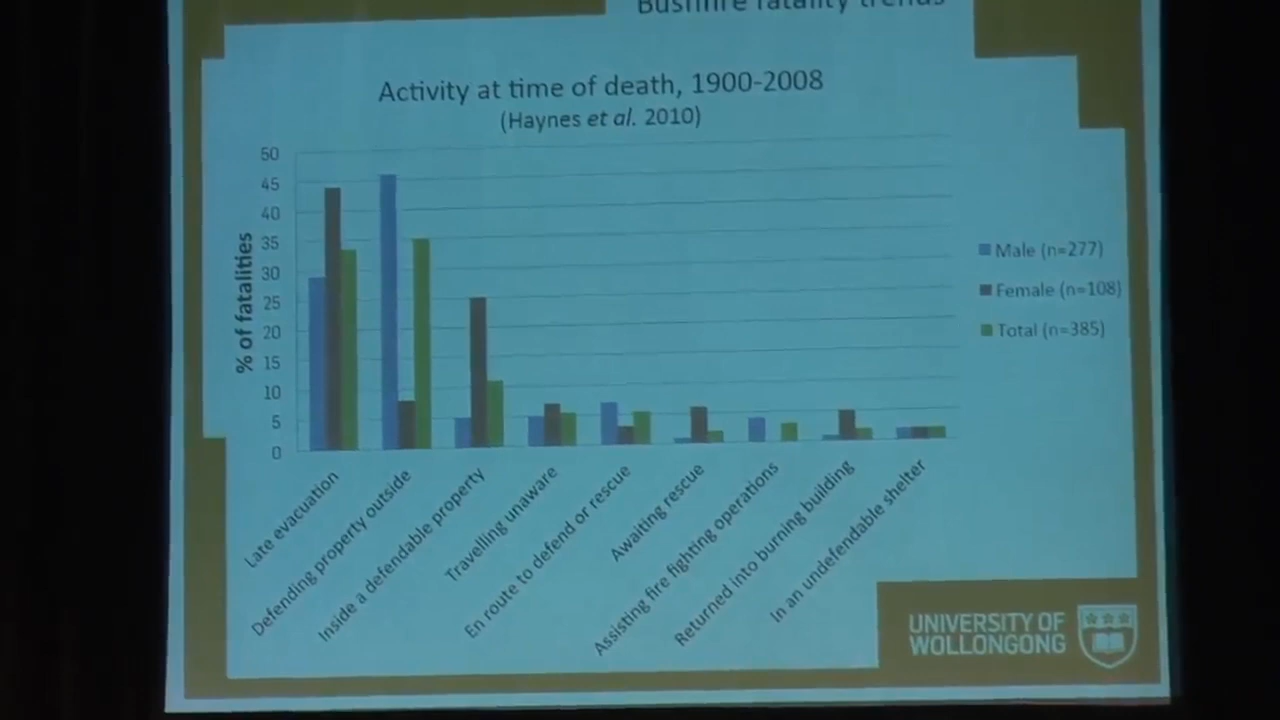 Bushfire fatality trends
Activity at time of death, 1900-2008
(Haynes et al. 2010)
% of fatalities
50
45
40
35
30
25
20
15
10
5
0
Male (n=277)
Female (n=108)
Total (n=385)
Late evacuation
Defending property outside
Inside a defendable property
Travelling unaware
En route to defend or rescue
Awaiting rescue
Assisting fire fighting operations
Returned into burning building
In an undefendable shelter
UNIVERSITY OF
WOLLONGONG